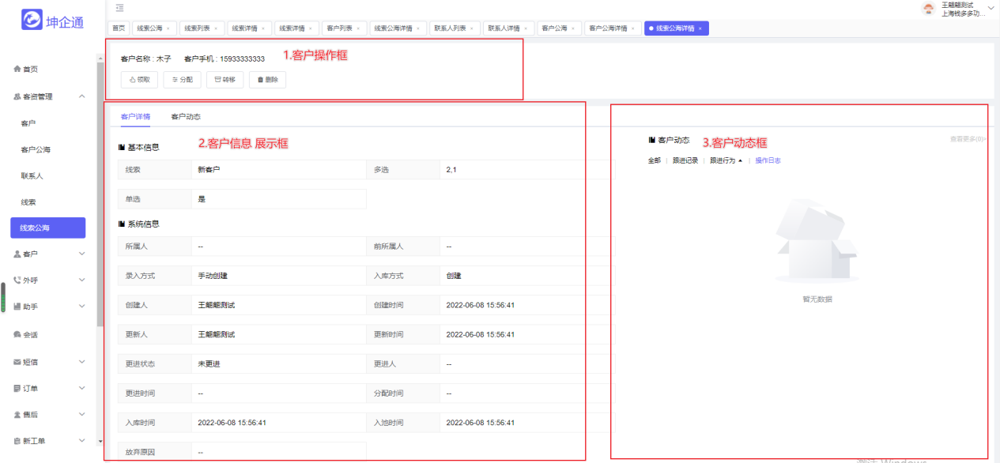 坤企通
王翩翩测试
上海钱多多功...
首页
线索公海 ×
线索列表 ×
线索详情 ×
线索详情 ×
客户列表 ×
线索公海详情 ×
联系人列表 ×
联系人详情 ×
客户公海 ×
客户公海详情 ×
线索公海详情 ×
首页
客资管理
客户
客户公海
联系人
线索
线索公海
客户
外呼
助手
会话
短信
订单
售后
新工单
客户名称 : 木子 客户手机 : 15933333333
1.客户操作框
领取 分配 转移 删除
客户详情 客户动态
2.客户信息 展示框
基本信息
线索 新客户 多选 2,1
单选 是
系统信息
所属人 -- 前所属人 --
录入方式 手动创建 入库方式 创建
创建人 王翩翩测试 创建时间 2022-06-08 15:56:41
更新人 王翩翩测试 更新时间 2022-06-08 15:56:41
更进状态 未更进 更进人 --
更进时间 -- 分配时间 --
入库时间 2022-06-08 15:56:41 入池时间 2022-06-08 15:56:41
放弃原因 --
客户动态
3.客户动态框
查看更多(0)»
全部 | 跟进记录 | 跟进行为 | 操作日志
暂无数据
激活 Windows